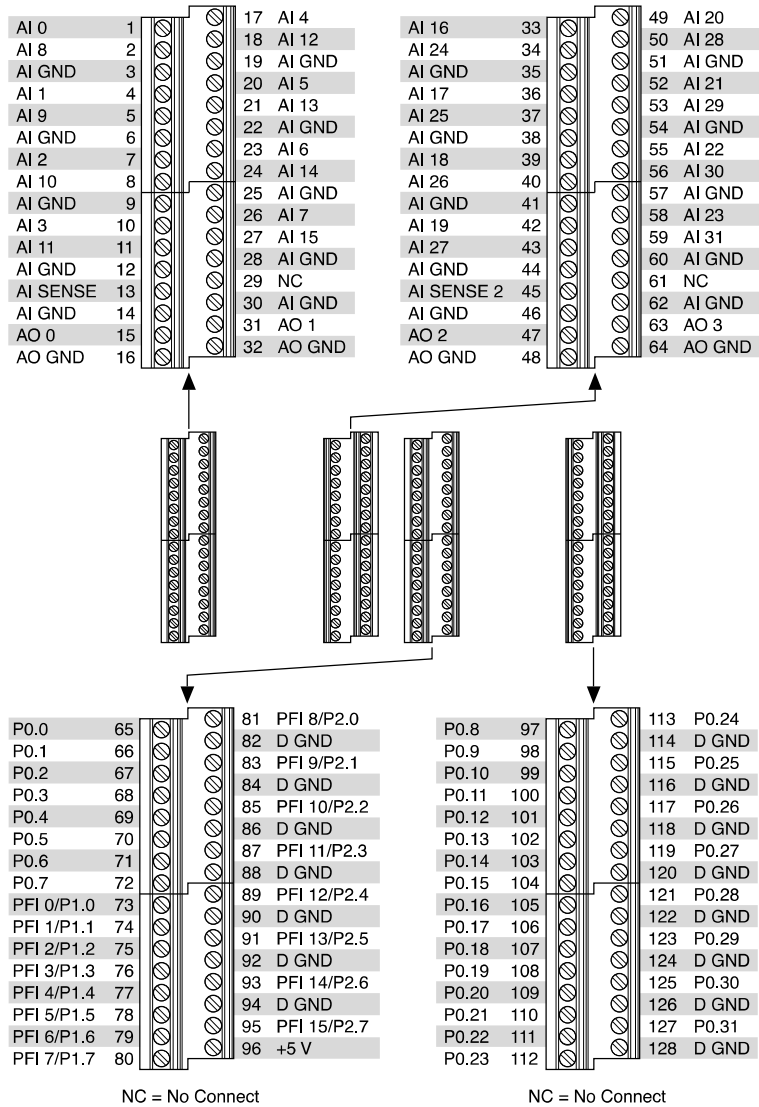 AI 0 1
AI 8 2
AI GND 3
AI 1 4
AI 9 5
AI GND 6
AI 2 7
AI 10 8
AI GND 9
AI 3 10
AI 11 11
AI GND 12
AI SENSE 13
AI GND 14
AO 0 15
AO GND 16
17 AI 4
18 AI 12
19 AI GND
20 AI 5
21 AI 13
22 AI GND
23 AI 6
24 AI 14
25 AI GND
26 AI 7
27 AI 15
28 AI GND
29 NC
30 AI GND
31 AO 1
32 AO GND
AI 16 33
AI 24 34
AI GND 35
AI 17 36
AI 25 37
AI GND 38
AI 18 39
AI 26 40
AI GND 41
AI 19 42
AI 27 43
AI GND 44
AI SENSE 2 45
AI GND 46
AO 2 47
AO GND 48
49 AI 20
50 AI 28
51 AI GND
52 AI 21
53 AI 29
54 AI GND
55 AI 22
56 AI 30
57 AI GND
58 AI 23
59 AI 31
60 AI GND
61 NC
62 AI GND
63 AO 3
64 AO GND
P0.0 65
P0.1 66
P0.2 67
P0.3 68
P0.4 69
P0.5 70
P0.6 71
P0.7 72
PFI 0/P1.0 73
PFI 1/P1.1 74
PFI 2/P1.2 75
PFI 3/P1.3 76
PFI 4/P1.4 77
PFI 5/P1.5 78
PFI 6/P1.6 79
PFI 7/P1.7 80
81 PFI 8/P2.0
82 D GND
83 PFI 9/P2.1
84 D GND
85 PFI 10/P2.2
86 D GND
87 PFI 11/P2.3
88 D GND
89 PFI 12/P2.4
90 D GND
91 PFI 13/P2.5
92 D GND
93 PFI 14/P2.6
94 D GND
95 PFI 15/P2.7
96 +5 V
NC = No Connect
P0.8 97
P0.9 98
P0.10 99
P0.11 100
P0.12 101
P0.13 102
P0.14 103
P0.15 104
P0.16 105
P0.17 106
P0.18 107
P0.19 108
P0.20 109
P0.21 110
P0.22 111
P0.23 112
113 P0.24
114 D GND
115 P0.25
116 D GND
117 P0.26
118 D GND
119 P0.27
120 D GND
121 P0.28
122 D GND
123 P0.29
124 D GND
125 P0.30
126 D GND
127 P0.31
128 D GND
NC = No Connect